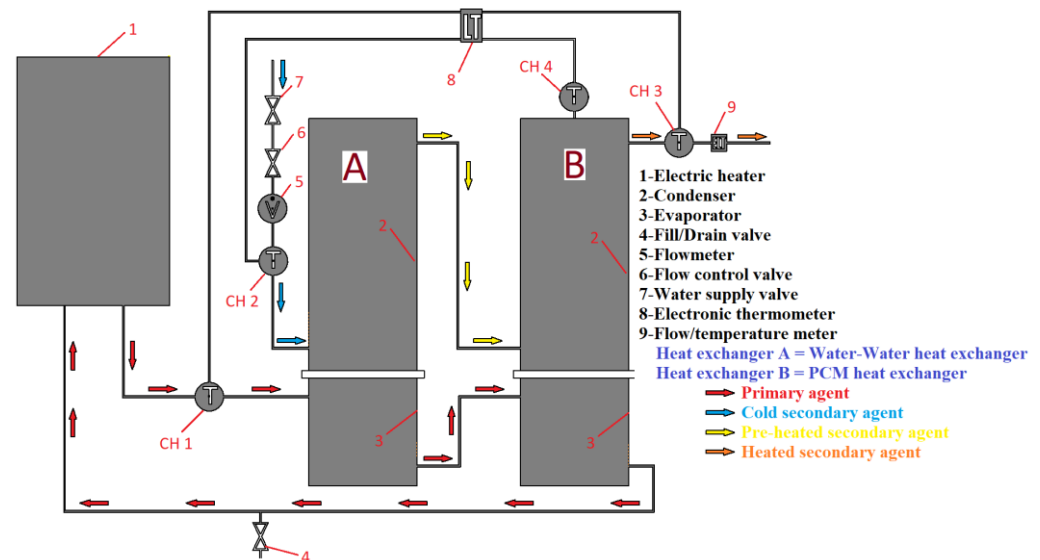 1
LT
8
CH 4
T
CH 3
T
9
7
6
5
V
T
CH 2
A
B
2
2
1-Electric heater
2-Condenser
3-Evaporator
4-Fill/Drain valve
5-Flowmeter
6-Flow control valve
7-Water supply valve
8-Electronic thermometer
9-Flow/temperature meter
Heat exchanger A = Water-Water heat exchanger
Heat exchanger B = PCM heat exchanger
Primary agent
Cold secondary agent
Pre-heated secondary agent
Heated secondary agent
T
CH 1
3
3
4